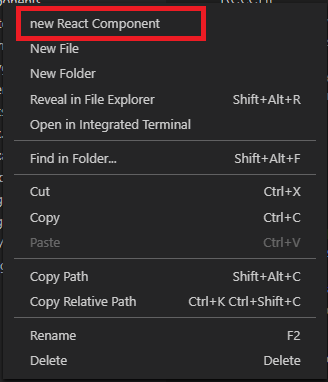 new React Component
New File
New Folder
Reveal in File Explorer Shift+Alt+R
Open in Integrated Terminal
Find in Folder... Shift+Alt+F
Cut Ctrl+X
Copy Ctrl+C
Paste Ctrl+V
Copy Path Shift+Alt+C
Copy Relative Path Ctrl+K Ctrl+Shift+C
Rename F2
Delete Delete